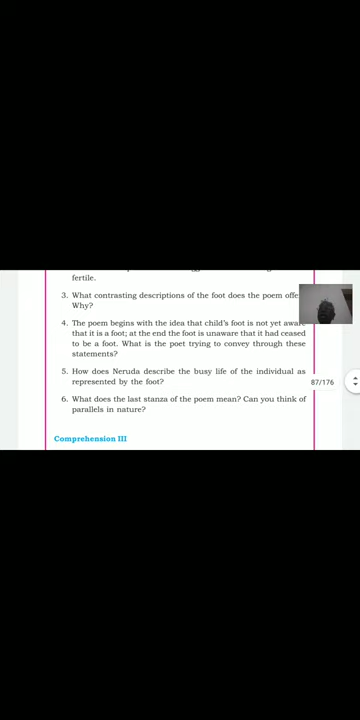 fertile.
3. What contrasting descriptions of the foot does the poem offer
Why?
4. The poem begins with the idea that child's foot is not yet aware
that it is a foot; at the end the foot is unaware that it had ceased
to be a foot. What is the poet trying to convey through these
statements?
5. How does Neruda describe the busy life of the individual as
represented by the foot?
87/176
6. What does the last stanza of the poem mean? Can you think of
parallels in nature?
Comprehension III